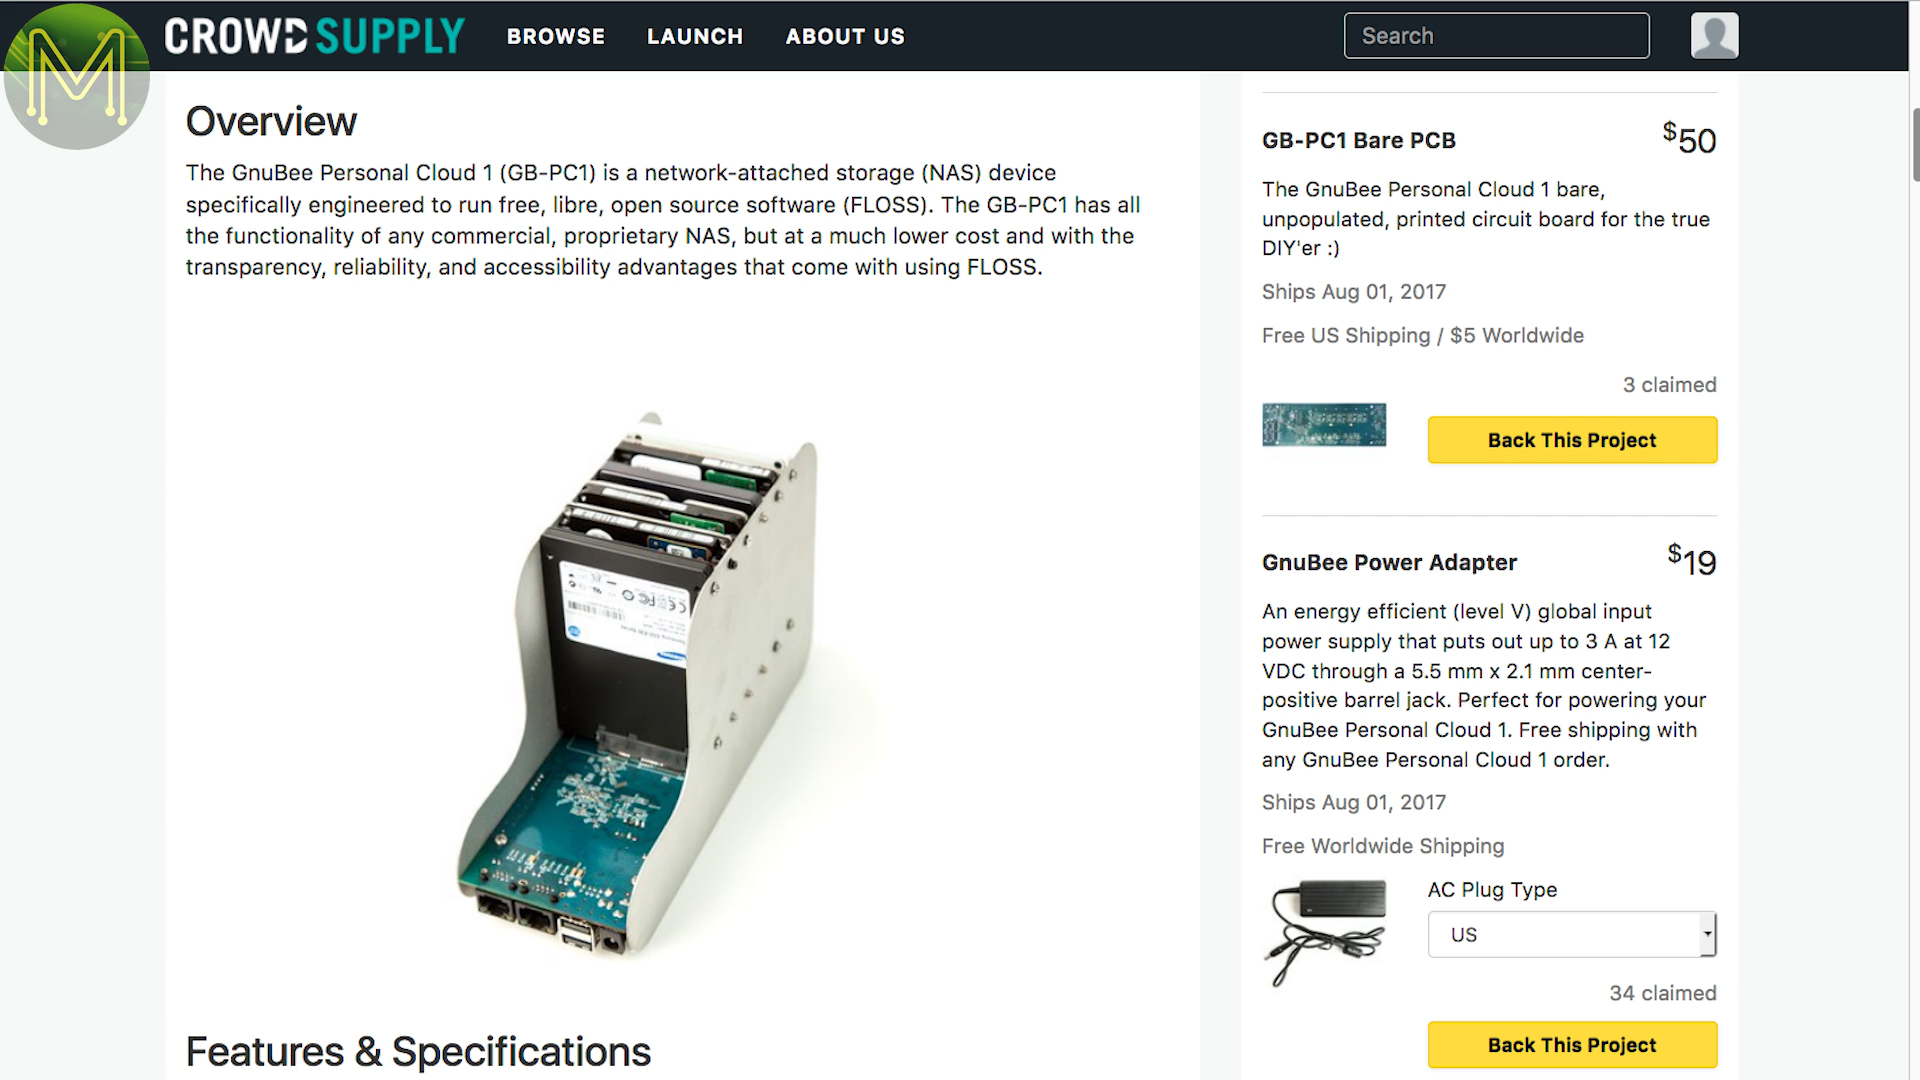 M
CROWD SUPPLY
BROWSE
LAUNCH
ABOUT US
Search
Overview
The GnuBee Personal Cloud 1 (GB-PC1) is a network-attached storage (NAS) device
specifically engineered to run free, libre, open source software (FLOSS). The GB-PC1 has all
the functionality of any commercial, proprietary NAS, but at a much lower cost and with the
transparency, reliability, and accessibility advantages that come with using FLOSS.
Features & Specifications
GB-PC1 Bare PCB
$50
The GnuBee Personal Cloud 1 bare,
unpopulated, printed circuit board for the true
DIY'er :)
Ships Aug 01, 2017
Free US Shipping / $5 Worldwide
3 claimed
Back This Project
GnuBee Power Adapter
$19
An energy efficient (level V) global input
power supply that puts out up to 3 A at 12
VDC through a 5.5 mm x 2.1 mm center-
positive barrel jack. Perfect for powering your
GnuBee Personal Cloud 1. Free shipping with
any GnuBee Personal Cloud 1 order.
Ships Aug 01, 2017
Free Worldwide Shipping
AC Plug Type
US
34 claimed
Back This Project